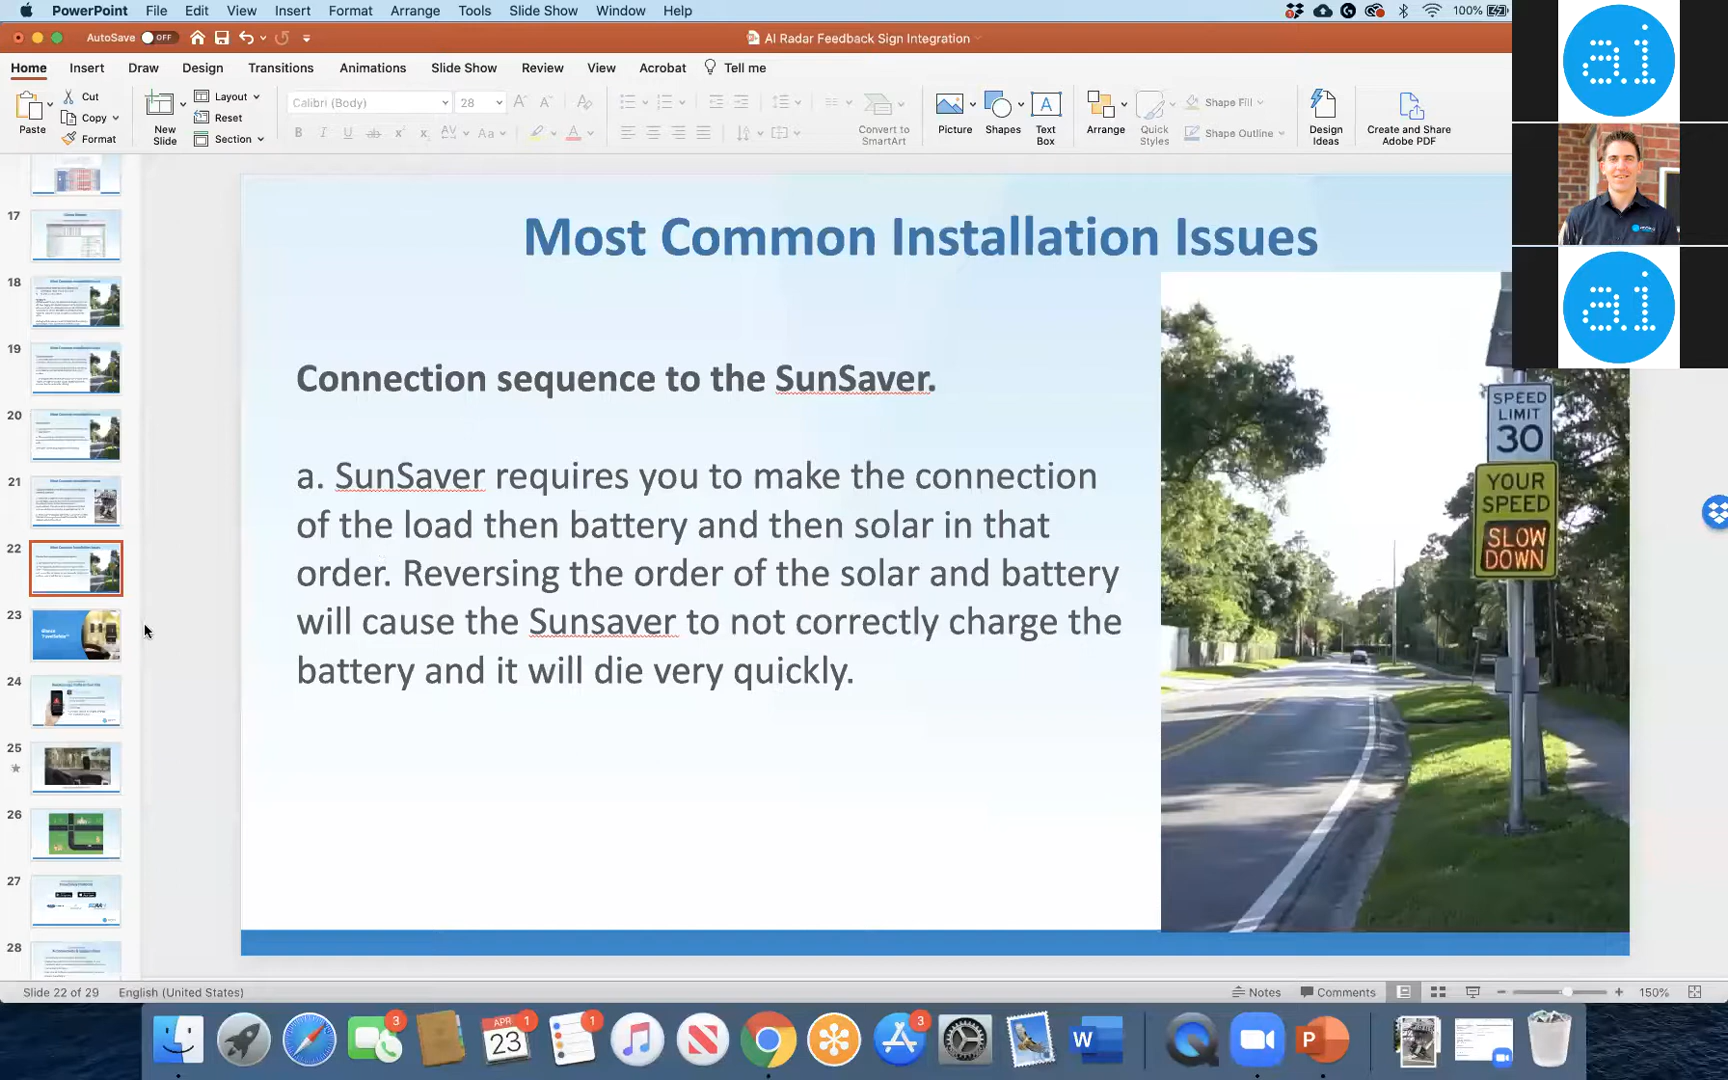 PowerPoint File Edit View Insert Format Arrange Tools Slide Show Window Help 100%
AutoSave OFF AI Radar Feedback Sign Integration
Home Insert Draw Design Transitions Animations Slide Show Review View Acrobat Tell me
Paste Cut Copy Format
New Slide Layout Reset Section
Calibri (Body) 28
Convert to SmartArt
Picture Shapes Text Box
Arrange Quick Styles Shape Fill Shape Outline
Design Ideas
Create and Share Adobe PDF
ai
ai
17
18
19
20
21
22
23
24
25
26
27
28
Most Common Installation Issues
Connection sequence to the SunSaver.
a. SunSaver requires you to make the connection
of the load then battery and then solar in that
order. Reversing the order of the solar and battery
will cause the Sunsaver to not correctly charge the
battery and it will die very quickly.
SPEED
LIMIT
30
YOUR
SPEED
SLOW
DOWN
Slide 22 of 29 English (United States) Notes Comments 150%
3
APR 1
23
1
3
W
P